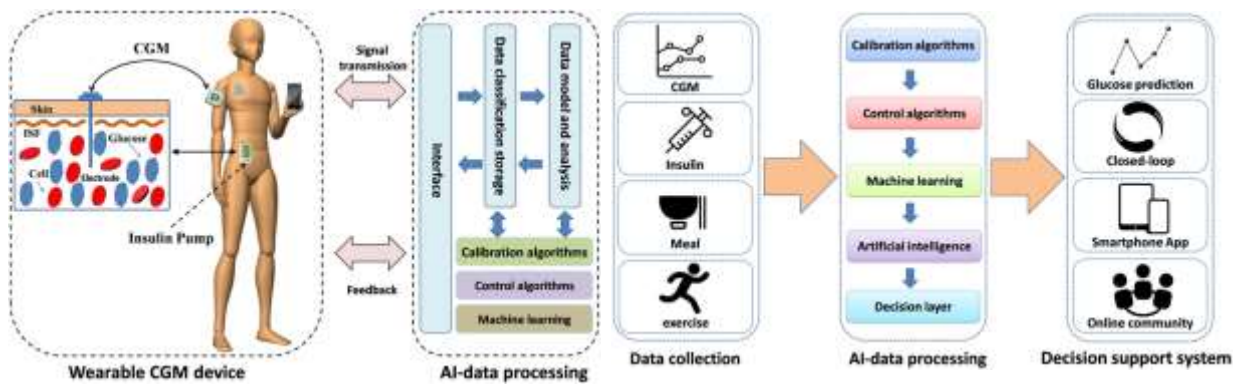 CGM
Skin
ISF
Glucose
Cell
Electrode
Insulin Pump
Wearable CGM device
Signal
transmission
Feedback
Interface
Data classification storage
Data model and analysis
Calibration algorithms
Control algorithms
Machine learning
AI-data processing
CGM
Insulin
Meal
exercise
Data collection
Calibration algorithms
Control algorithms
Machine learning
Artificial intelligence
Decision layer
AI-data processing
Glucose prediction
Closed-loop
Smartphone App
Online community
Decision support system